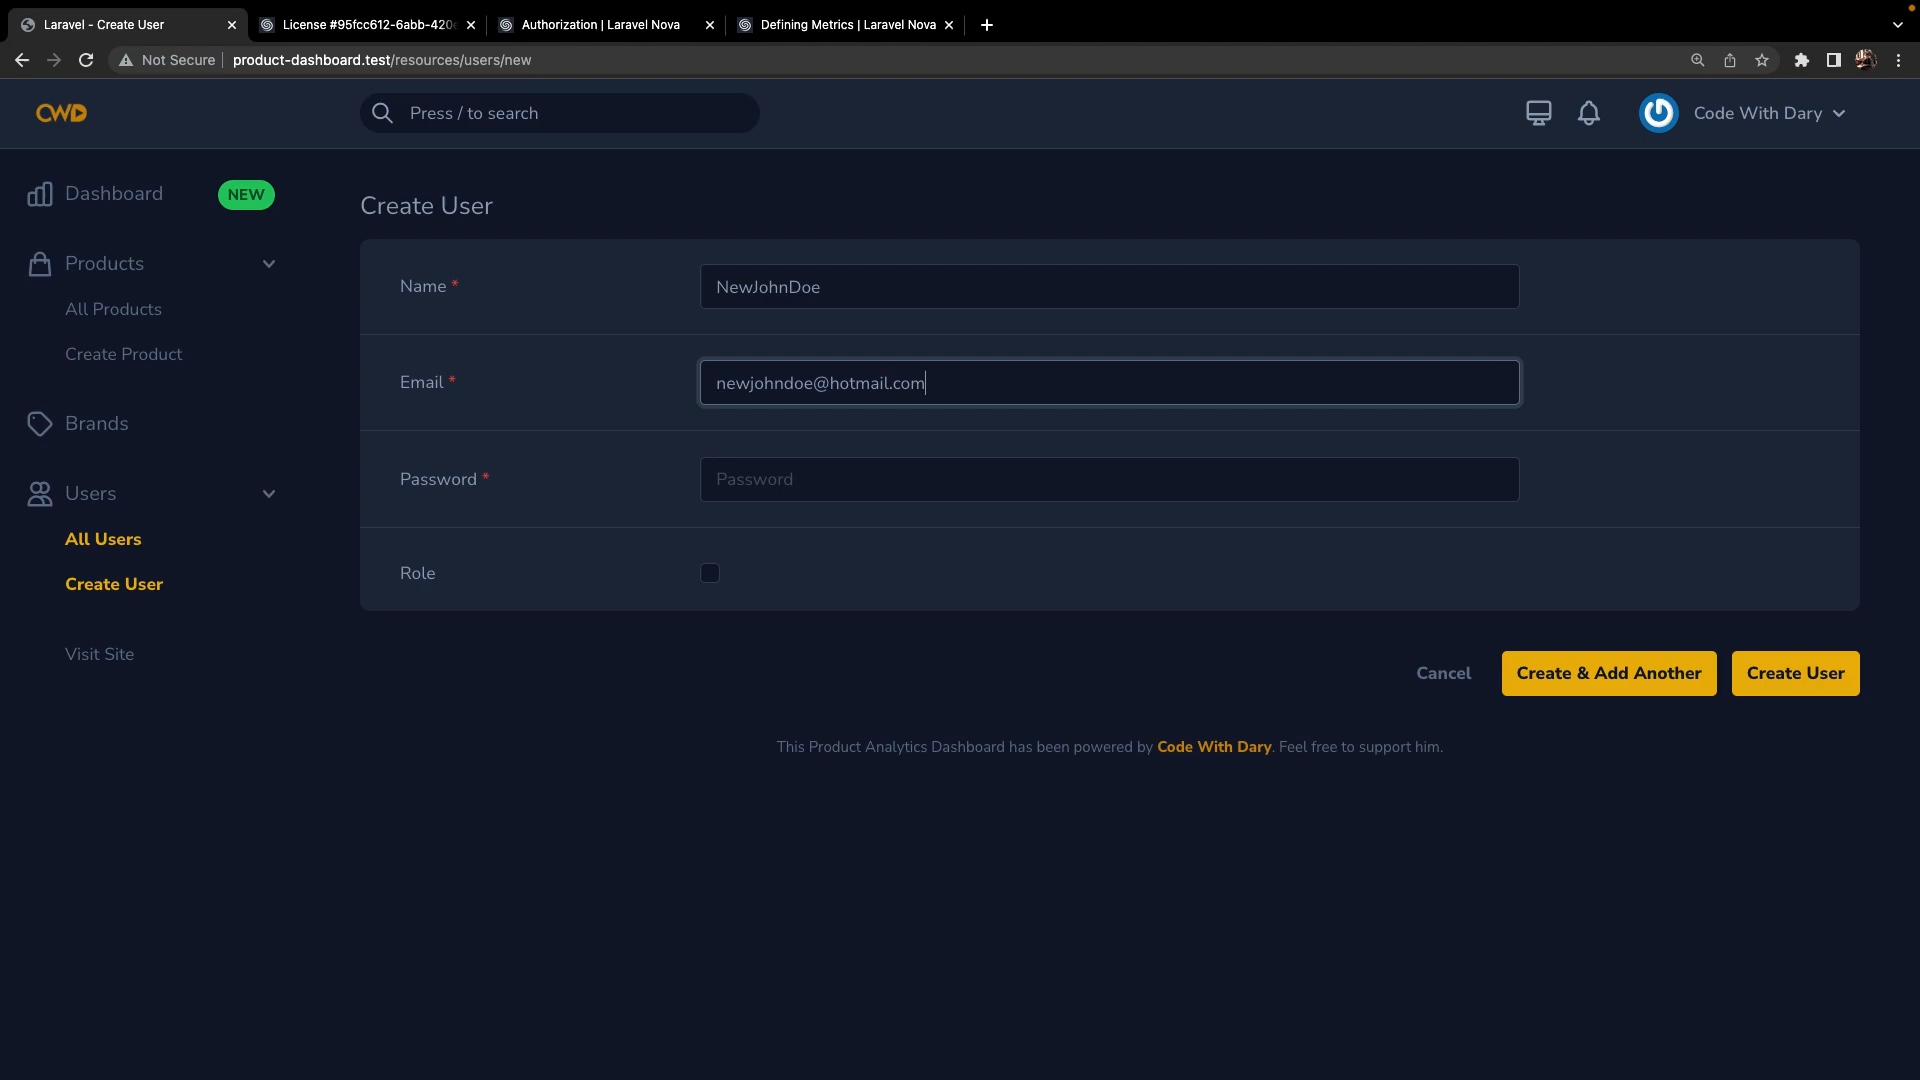 Laravel - Create User
License #95fcc612-6abb-420e
Authorization | Laravel Nova
Defining Metrics | Laravel Nova
Not Secure
product-dashboard.test/resources/users/new
CWD
Press / to search
Code With Dary
Dashboard
NEW
Products
All Products
Create Product
Brands
Users
All Users
Create User
Visit Site
Create User
Name *
NewJohnDoe
Email *
newjohndoe@hotmail.com
Password *
Password
Role
Cancel
Create & Add Another
Create User
This Product Analytics Dashboard has been powered by Code With Dary. Feel free to support him.